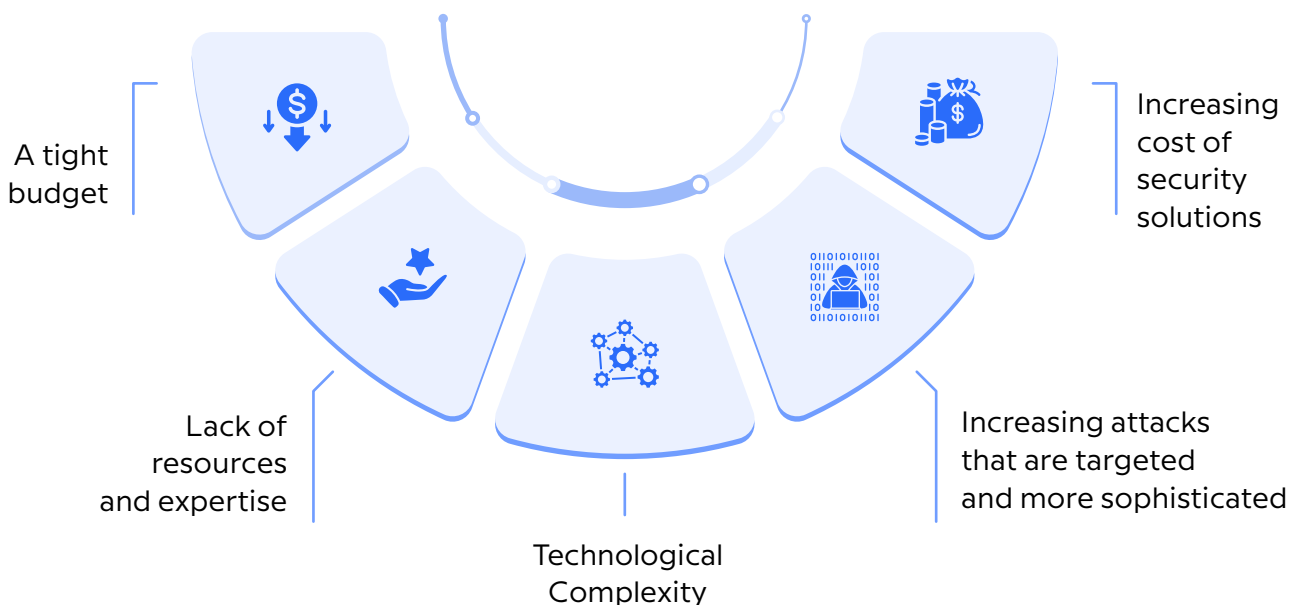 A tight
budget
Lack of
resources
and expertise
Technological
Complexity
Increasing attacks
that are targeted
and more sophisticated
Increasing
cost of
security
solutions